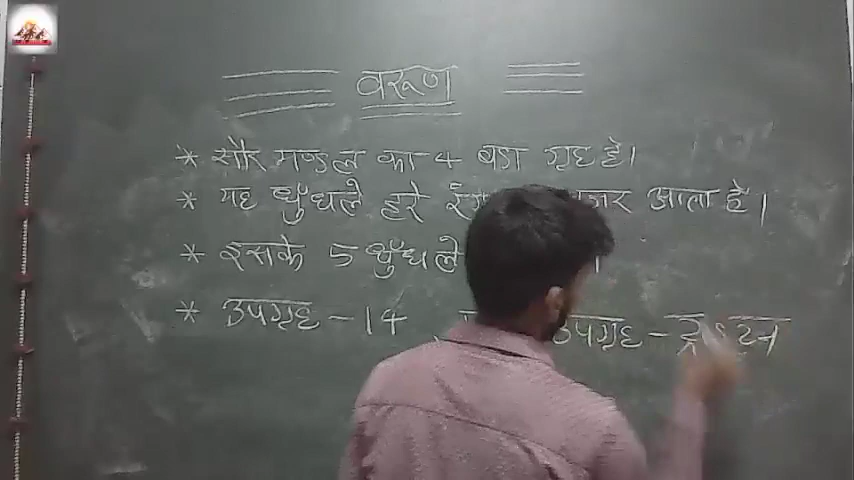 वरूण
* सौर मण्डल का 4 बडा ग्रह है।
* यह धुँधले हरे नजर आता है।
* इसके 5 धुँधले
* उपग्रह - 14 उपग्रह - ट्रिटन